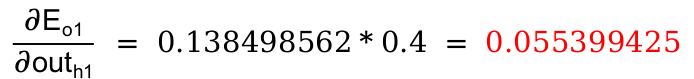 ∂E_o1/∂out_h1 = 0.138498562 * 0.4 = 0.055399425